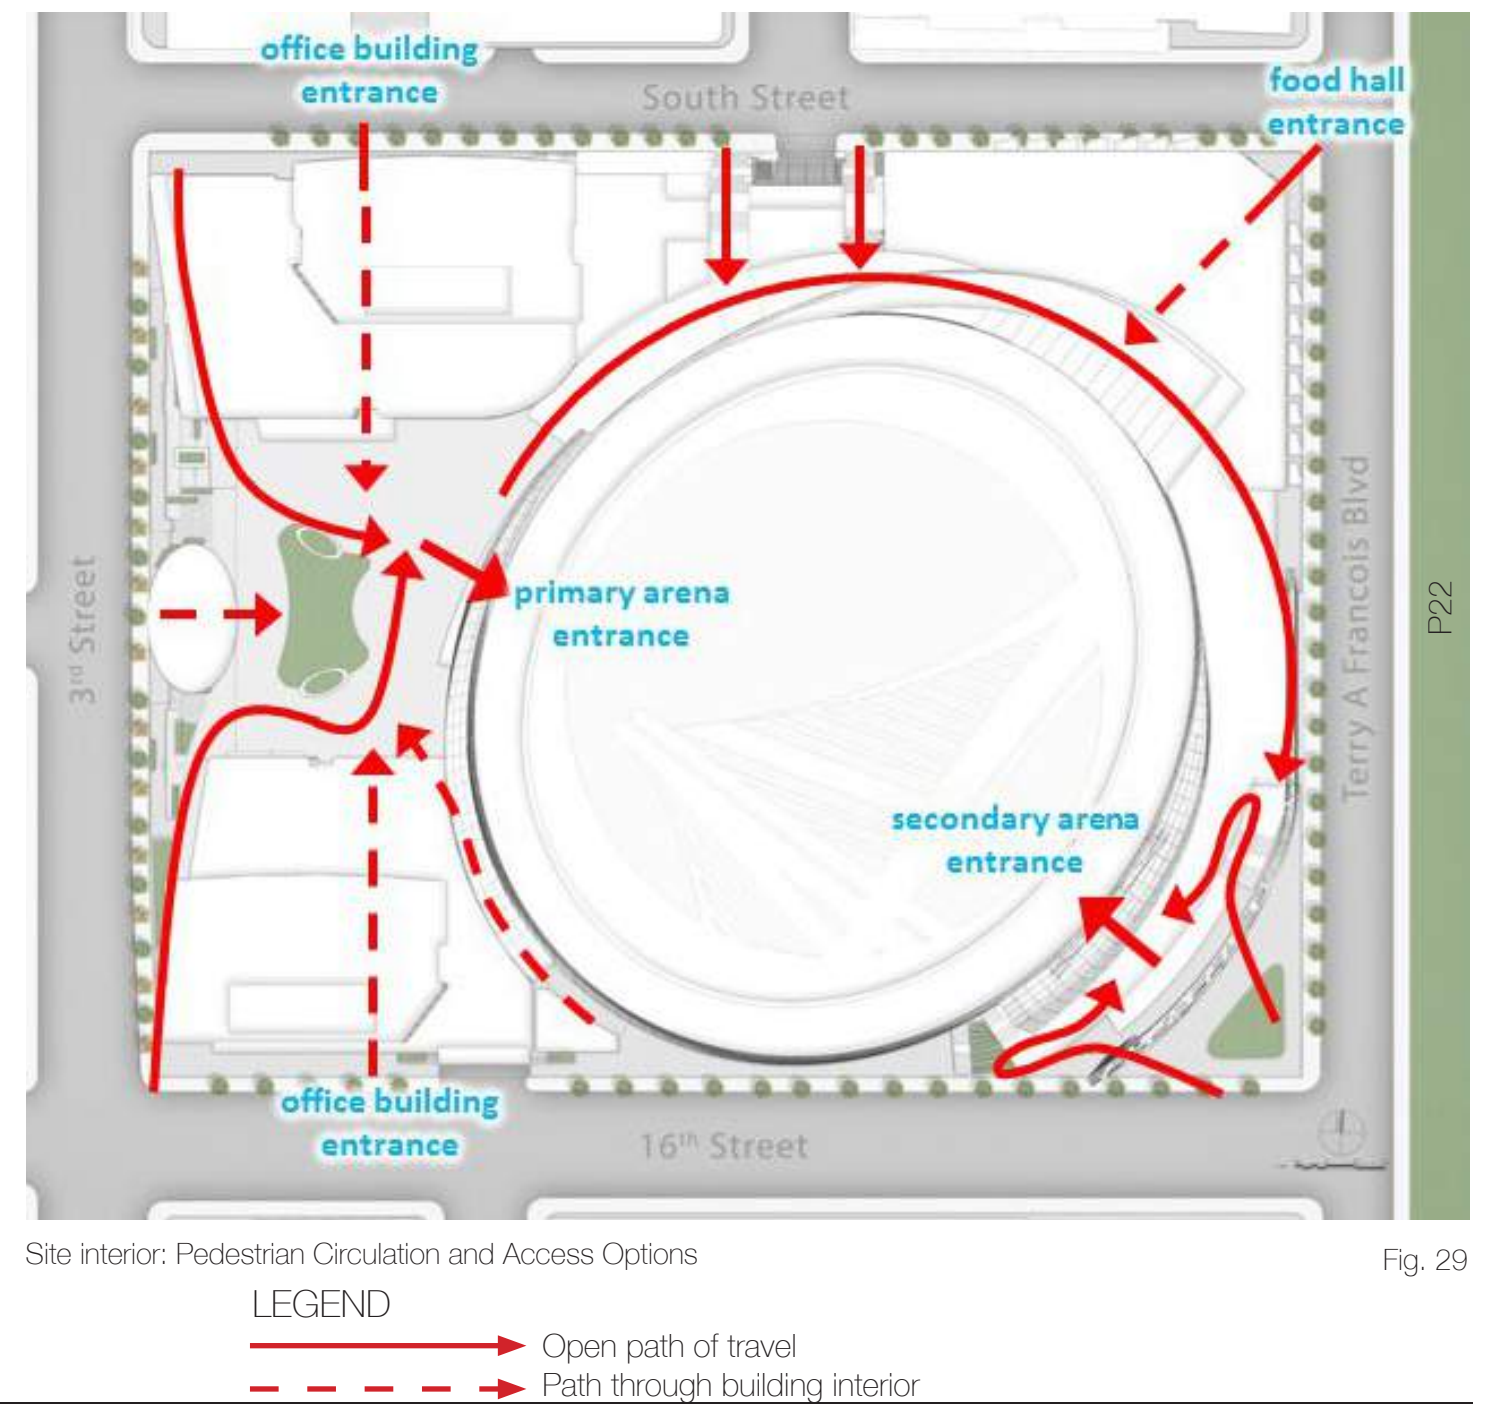 office building
entrance
South Street
food hall
entrance
3rd Street
primary arena
entrance
Terry A Francois Blvd
P22
secondary arena
entrance
office building
entrance
16th Street
Site interior: Pedestrian Circulation and Access Options
Fig. 29
LEGEND
Open path of travel
Path through building interior